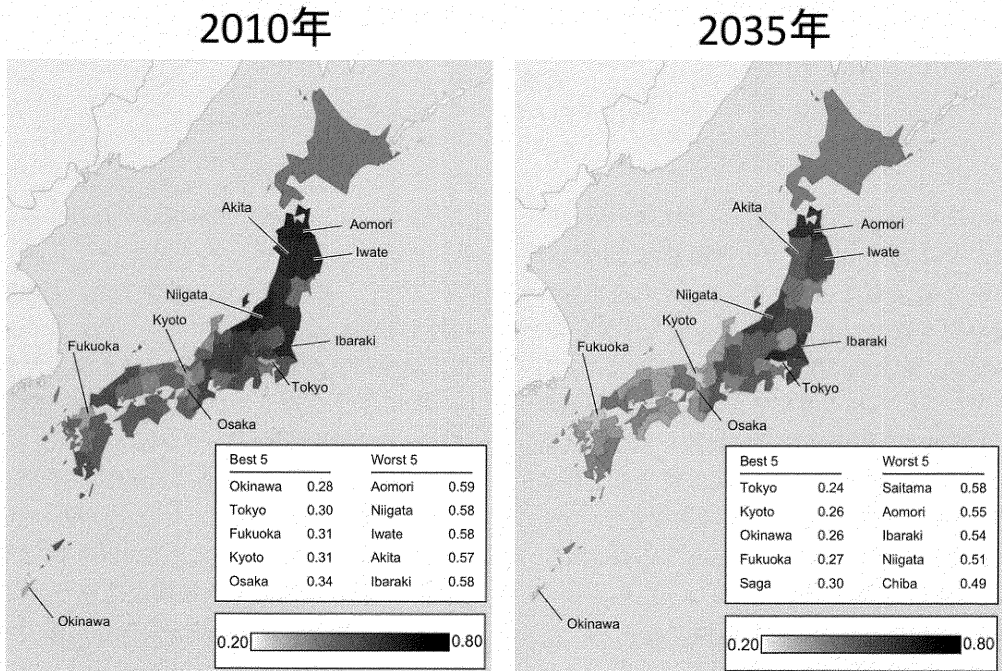 2010年
Akita
Aomori
Iwate
Niigata
Kyoto
Fukuoka
Ibaraki
Tokyo
Osaka
Okinawa
Best 5 Worst 5
Okinawa 0.28 Aomori 0.59
Tokyo 0.30 Niigata 0.58
Fukuoka 0.31 Iwate 0.58
Kyoto 0.31 Akita 0.57
Osaka 0.34 Ibaraki 0.58
0.20 0.80
2035年
Akita
Aomori
Iwate
Niigata
Kyoto
Fukuoka
Ibaraki
Tokyo
Osaka
Okinawa
Best 5 Worst 5
Tokyo 0.24 Saitama 0.58
Kyoto 0.26 Aomori 0.55
Okinawa 0.26 Ibaraki 0.54
Fukuoka 0.27 Niigata 0.51
Saga 0.30 Chiba 0.49
0.20 0.80